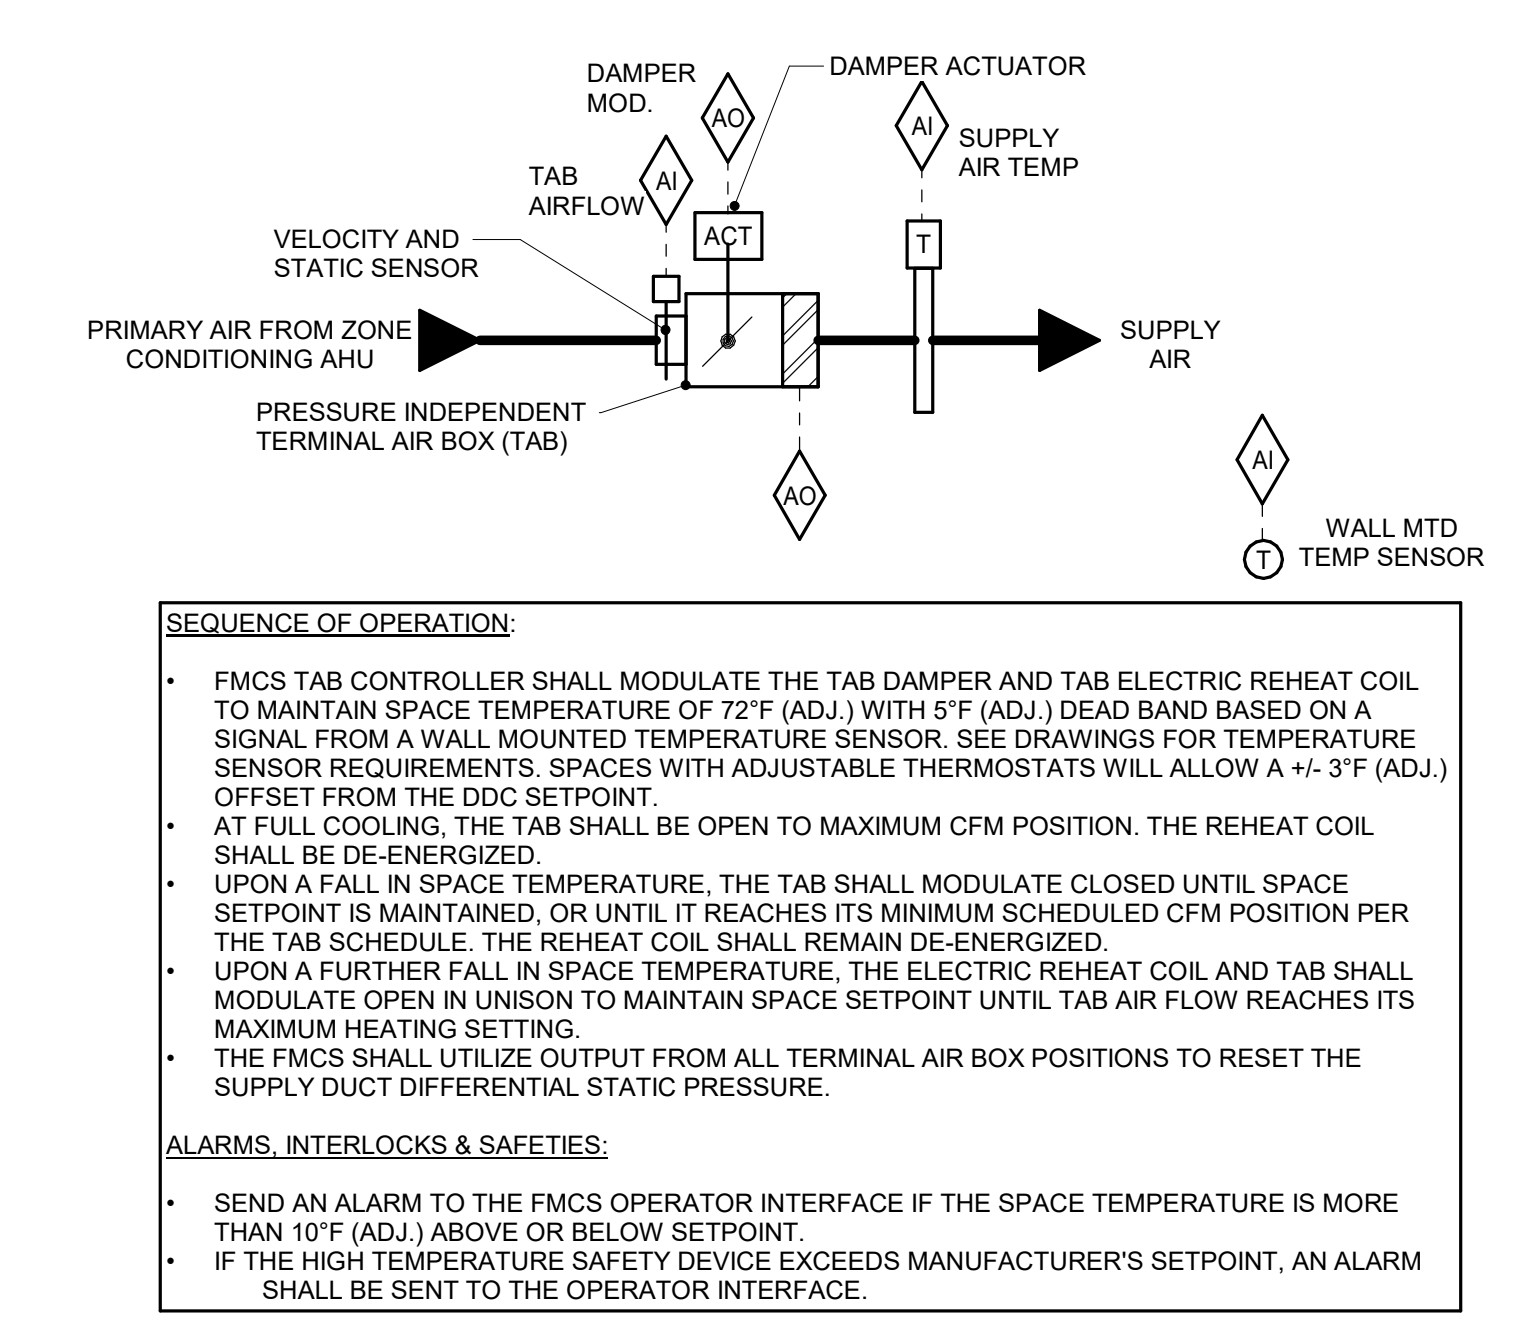 DAMPER
MOD.
AO
DAMPER ACTUATOR
AI
SUPPLY
AIR TEMP
TAB
AIRFLOW
AI
ACT
T
VELOCITY AND
STATIC SENSOR
PRIMARY AIR FROM ZONE
CONDITIONING AHU
SUPPLY
AIR
PRESSURE INDEPENDENT
TERMINAL AIR BOX (TAB)
AO
AI
T
WALL MTD
TEMP SENSOR
SEQUENCE OF OPERATION:
• FMCS TAB CONTROLLER SHALL MODULATE THE TAB DAMPER AND TAB ELECTRIC REHEAT COIL
TO MAINTAIN SPACE TEMPERATURE OF 72°F (ADJ.) WITH 5°F (ADJ.) DEAD BAND BASED ON A
SIGNAL FROM A WALL MOUNTED TEMPERATURE SENSOR. SEE DRAWINGS FOR TEMPERATURE
SENSOR REQUIREMENTS. SPACES WITH ADJUSTABLE THERMOSTATS WILL ALLOW A +/- 3°F (ADJ.)
OFFSET FROM THE DDC SETPOINT.
• AT FULL COOLING, THE TAB SHALL BE OPEN TO MAXIMUM CFM POSITION. THE REHEAT COIL
SHALL BE DE-ENERGIZED.
• UPON A FALL IN SPACE TEMPERATURE, THE TAB SHALL MODULATE CLOSED UNTIL SPACE
SETPOINT IS MAINTAINED, OR UNTIL IT REACHES ITS MINIMUM SCHEDULED CFM POSITION PER
THE TAB SCHEDULE. THE REHEAT COIL SHALL REMAIN DE-ENERGIZED.
• UPON A FURTHER FALL IN SPACE TEMPERATURE, THE ELECTRIC REHEAT COIL AND TAB SHALL
MODULATE OPEN IN UNISON TO MAINTAIN SPACE SETPOINT UNTIL TAB AIR FLOW REACHES ITS
MAXIMUM HEATING SETTING.
• THE FMCS SHALL UTILIZE OUTPUT FROM ALL TERMINAL AIR BOX POSITIONS TO RESET THE
SUPPLY DUCT DIFFERENTIAL STATIC PRESSURE.
ALARMS, INTERLOCKS & SAFETIES:
• SEND AN ALARM TO THE FMCS OPERATOR INTERFACE IF THE SPACE TEMPERATURE IS MORE
THAN 10°F (ADJ.) ABOVE OR BELOW SETPOINT.
• IF THE HIGH TEMPERATURE SAFETY DEVICE EXCEEDS MANUFACTURER'S SETPOINT, AN ALARM
SHALL BE SENT TO THE OPERATOR INTERFACE.